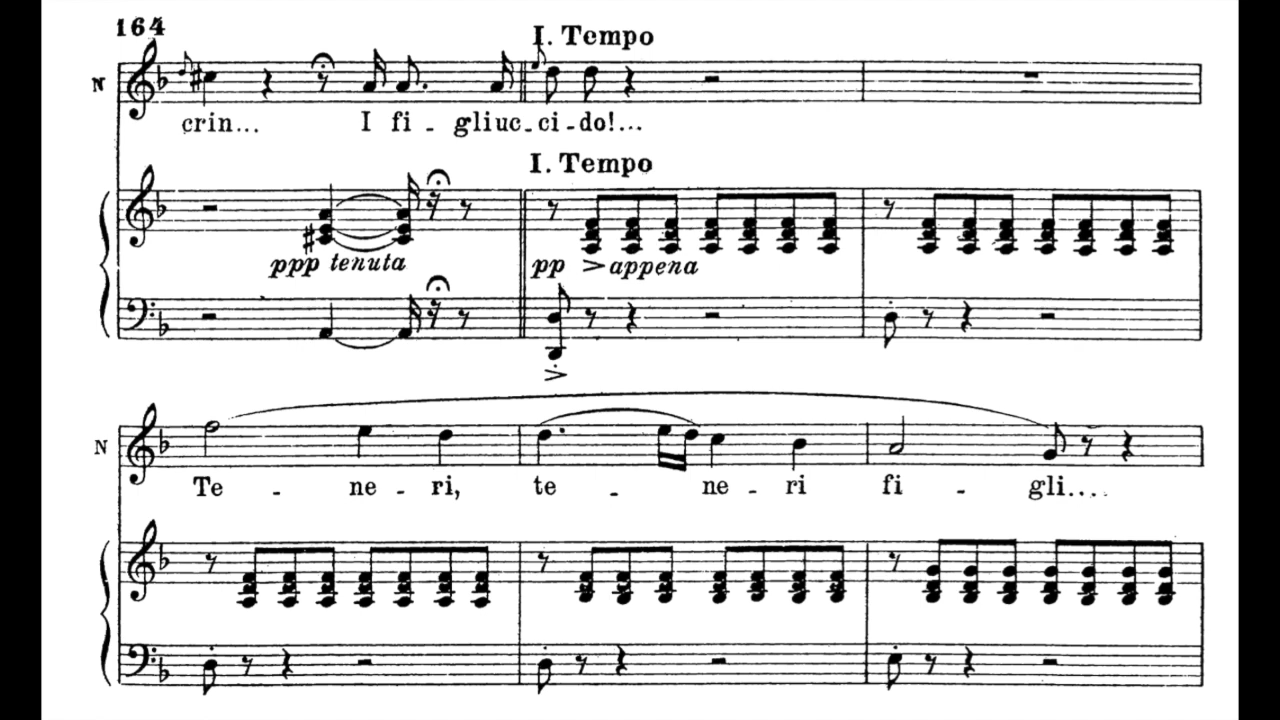 164
I. Tempo
N
crin... I fi - gliuc - ci - do!...
I. Tempo
ppp tenuta pp > appena
N
Te - ne - ri, te - ne - ri fi - gli....